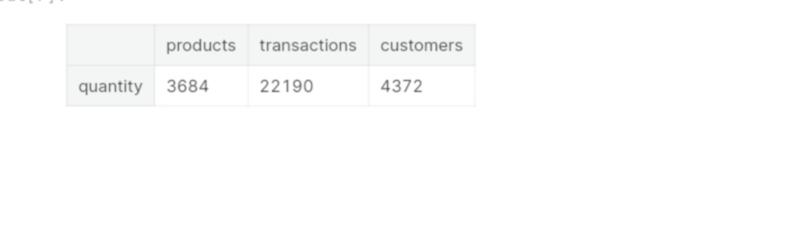 products transactions customers
quantity 3684 22190 4372